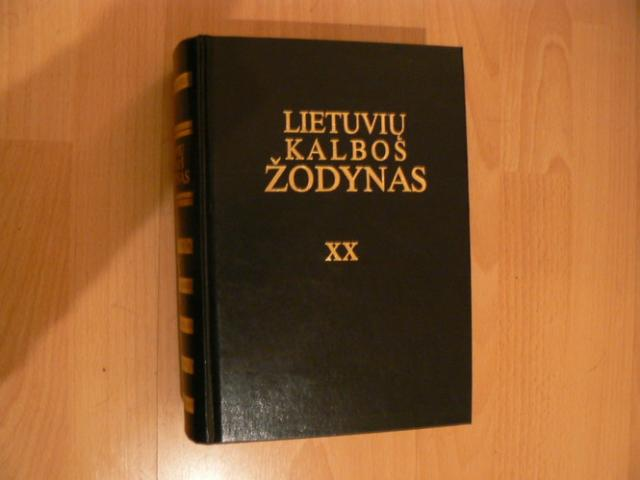 LIETUVIŲ
KALBOS
ŽODYNAS
XX